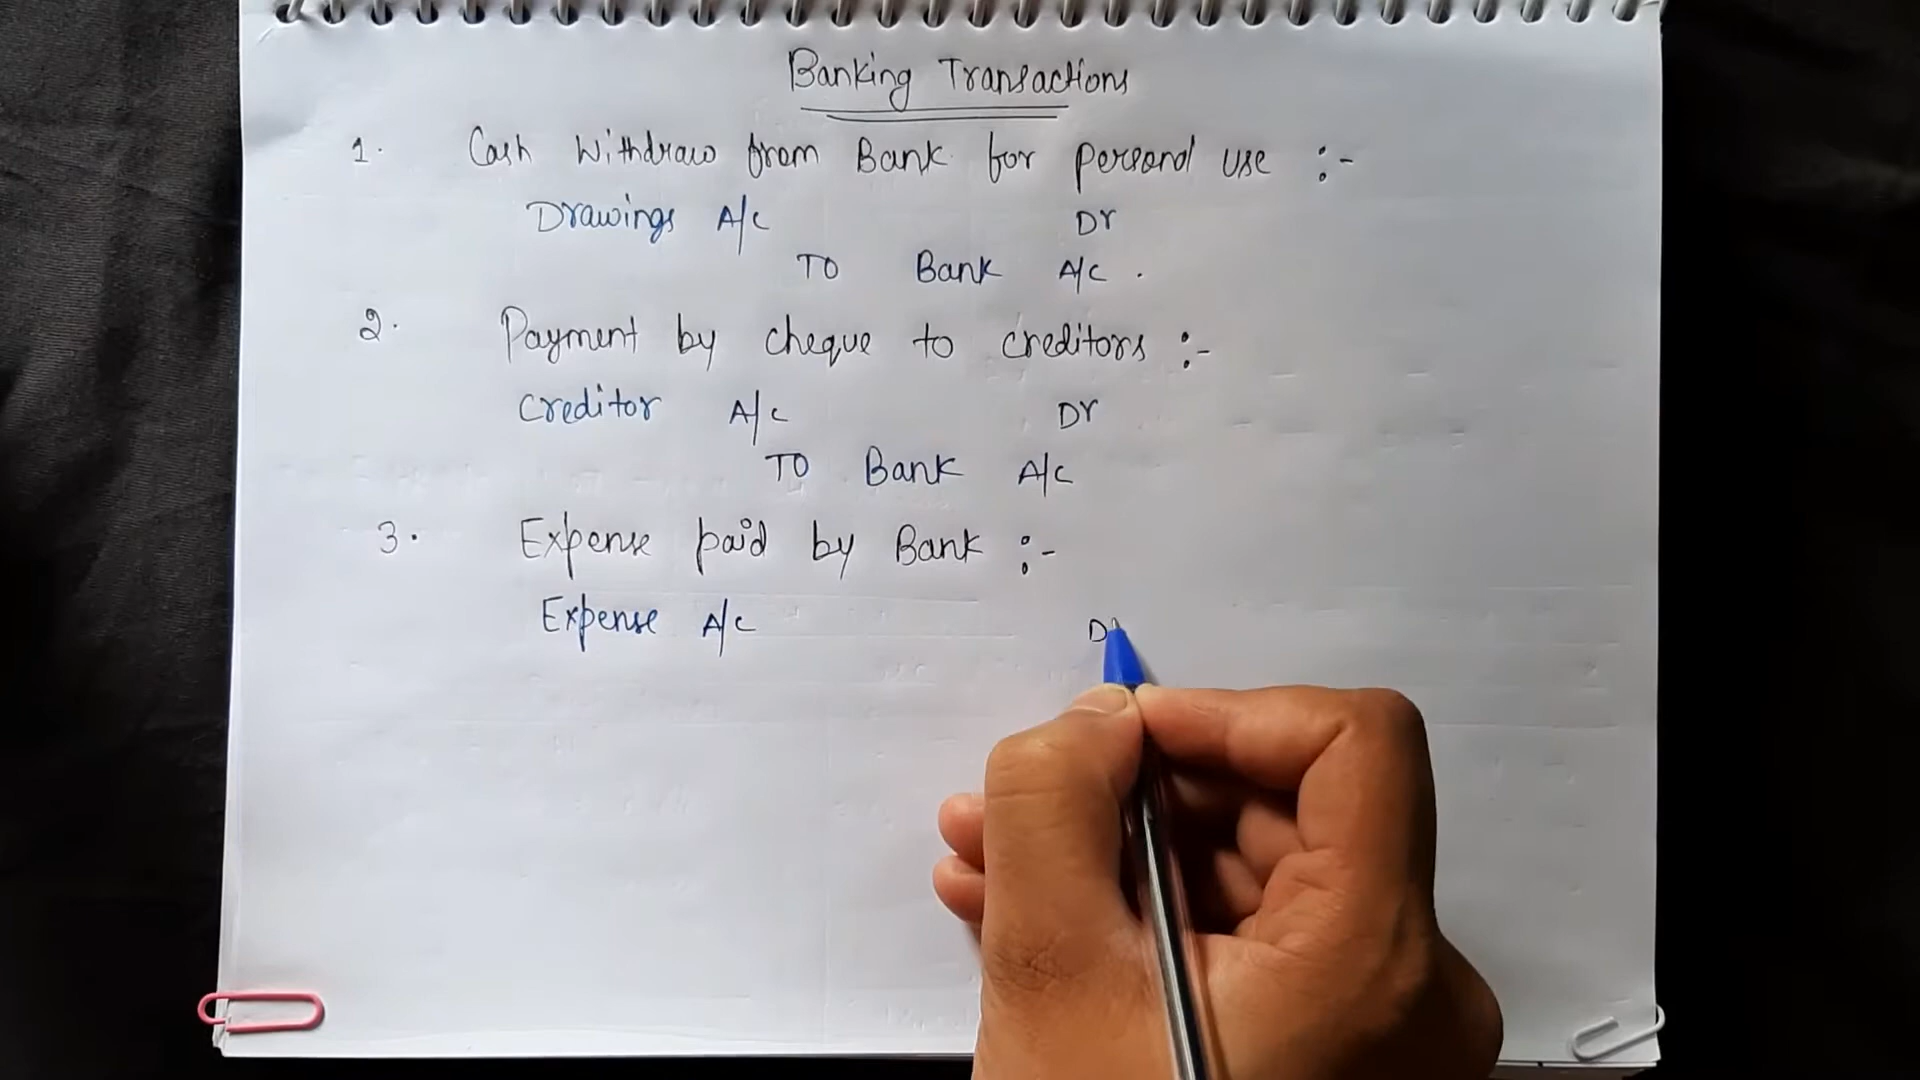 Banking Transactions
1. Cash Withdraw from Bank for personal use :-
Drawings A/c Dr
TO Bank A/c .
2. Payment by cheque to creditors :-
Creditor A/c Dr
TO Bank A/c
3. Expense paid by Bank :-
Expense A/c D